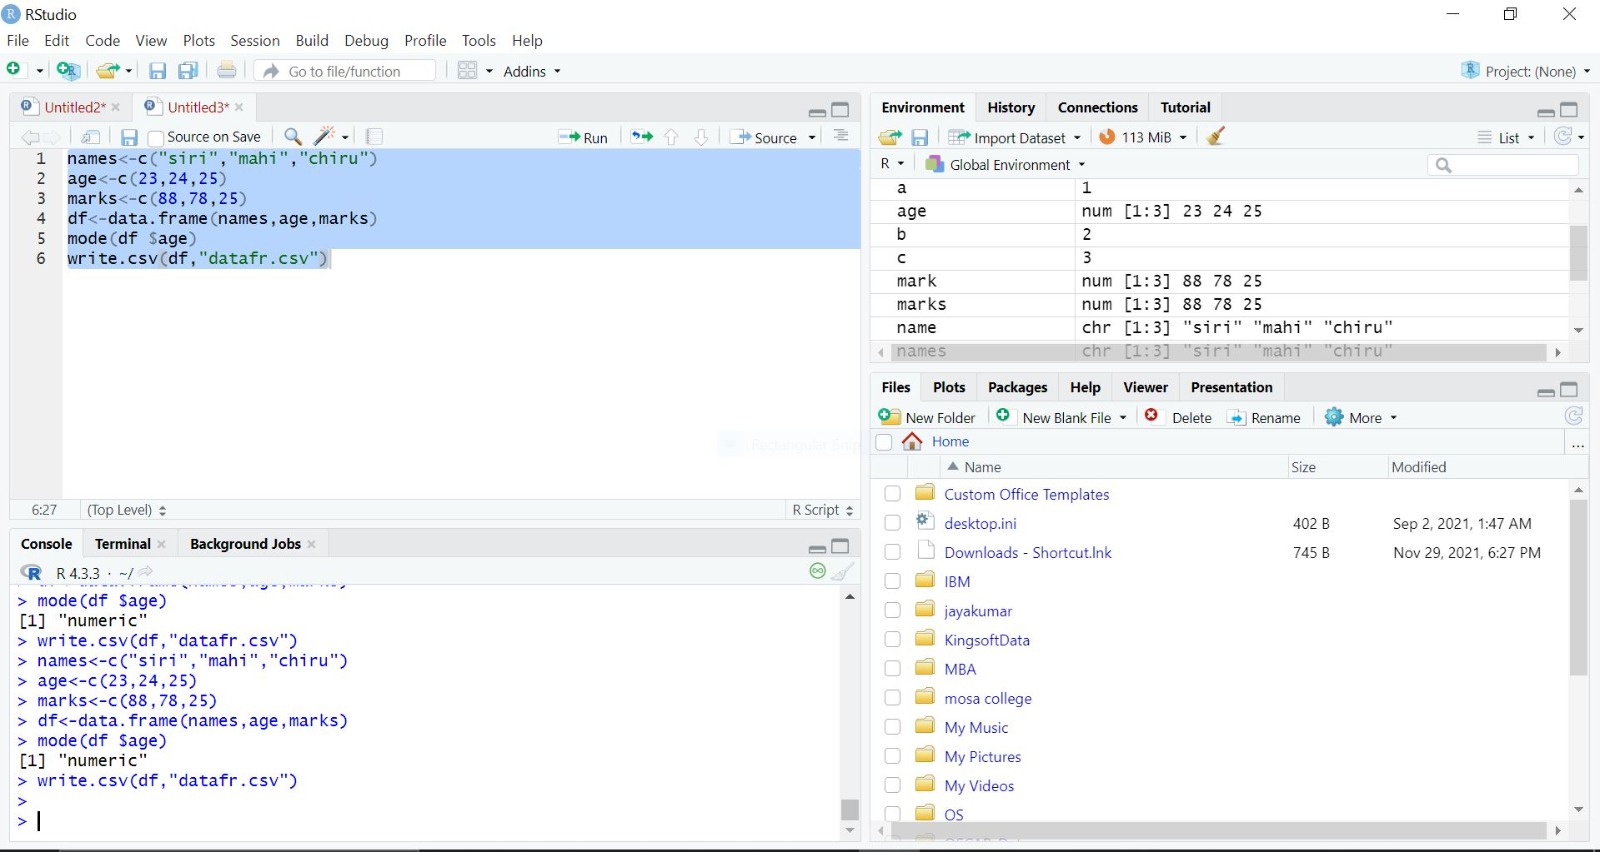 RStudio
File Edit Code View Plots Session Build Debug Profile Tools Help
Go to file/function Addins Project: (None)
Untitled2* Untitled3*
Source on Save Run Source
1 names<-c("siri","mahi","chiru")
2 age<-c(23,24,25)
3 marks<-c(88,78,25)
4 df<-data.frame(names,age,marks)
5 mode(df $age)
6 write.csv(df,"datafr.csv")
6:27 (Top Level) R Script
Console Terminal Background Jobs
R 4.3.3 · ~/
> mode(df $age)
[1] "numeric"
> write.csv(df,"datafr.csv")
> names<-c("siri","mahi","chiru")
> age<-c(23,24,25)
> marks<-c(88,78,25)
> df<-data.frame(names,age,marks)
> mode(df $age)
[1] "numeric"
> write.csv(df,"datafr.csv")
>
>
Environment History Connections Tutorial
Import Dataset 113 MiB List
R Global Environment
a 1
age num [1:3] 23 24 25
b 2
c 3
mark num [1:3] 88 78 25
marks num [1:3] 88 78 25
name chr [1:3] "siri" "mahi" "chiru"
names chr [1:3] "siri" "mahi" "chiru"
Files Plots Packages Help Viewer Presentation
New Folder New Blank File Delete Rename More
Home ...
Name Size Modified
Custom Office Templates
desktop.ini 402 B Sep 2, 2021, 1:47 AM
Downloads - Shortcut.lnk 745 B Nov 29, 2021, 6:27 PM
IBM
jayakumar
KingsoftData
MBA
mosa college
My Music
My Pictures
My Videos
OS